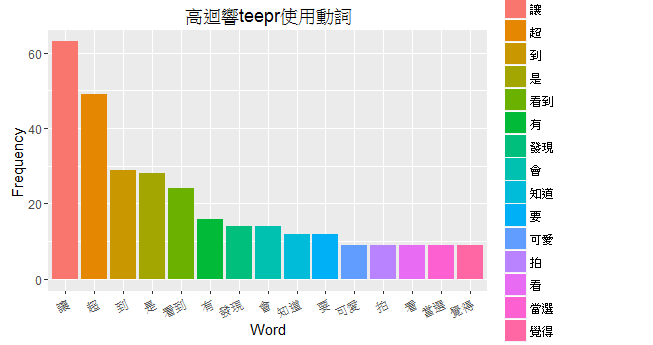 高迴響teepr使用動詞
Frequency
60
40
20
0
讓 超 到 是 看到 有 發現 會 知道 要 可愛 拍 看 當選 覺得
Word
讓
超
到
是
看到
有
發現
會
知道
要
可愛
拍
看
當選
覺得